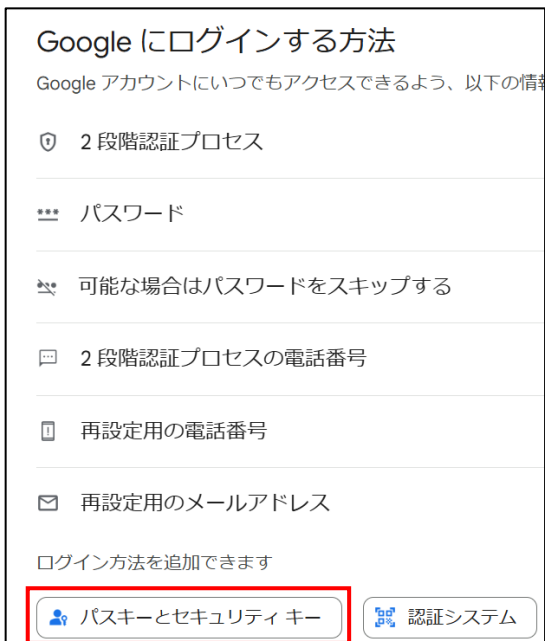 Google にログインする方法
Google アカウントにいつでもアクセスできるよう、以下の情
2 段階認証プロセス
パスワード
可能な場合はパスワードをスキップする
2 段階認証プロセスの電話番号
再設定用の電話番号
再設定用のメールアドレス
ログイン方法を追加できます
パスキーとセキュリティ キー 認証システム